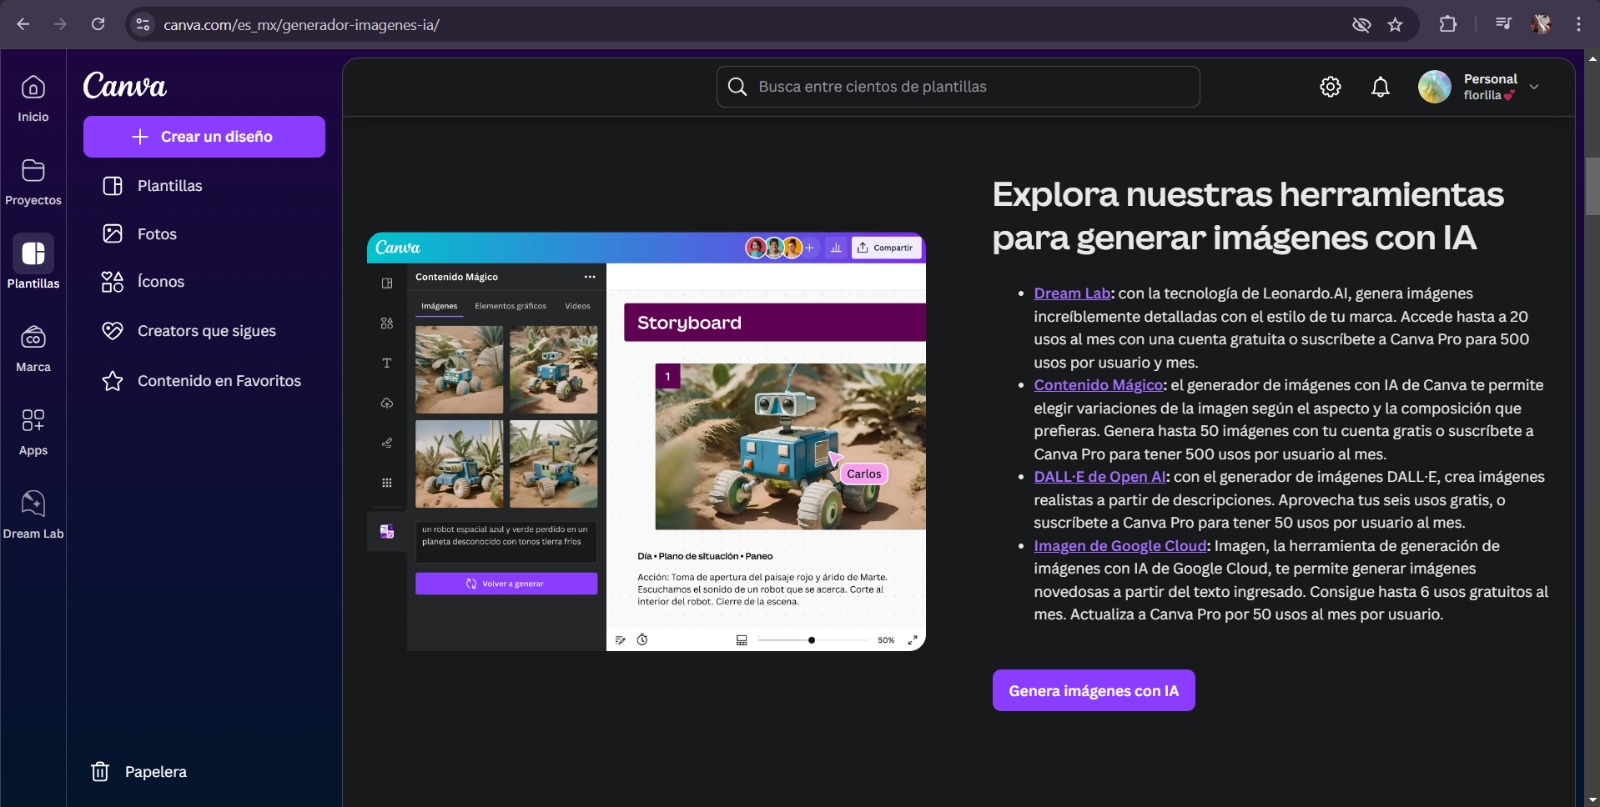 canva.com/es_mx/generador-imagenes-ia/
Inicio
Proyectos
Plantillas
Marca
Apps
Dream Lab
Canva
Crear un diseño
Plantillas
Fotos
Íconos
Creators que sigues
Contenido en Favoritos
Papelera
Busca entre cientos de plantillas
Personal
florlila💕
Canva
Compartir
Contenido Mágico
Imágenes Elementos gráficos Videos
un robot espacial azul y verde perdido en un
planeta desconocido con tonos tierra fríos
Volver a generar
Storyboard
1
Carlos
Día • Plano de situación • Paneo
Acción: Toma de apertura del paisaje rojo y árido de Marte.
Escuchamos el sonido de un robot que se acerca. Corte al
interior del robot. Cierre de la escena.
50%
Explora nuestras herramientas
para generar imágenes con IA
• Dream Lab: con la tecnología de Leonardo.AI, genera imágenes
increíblemente detalladas con el estilo de tu marca. Accede hasta a 20
usos al mes con una cuenta gratuita o suscríbete a Canva Pro para 500
usos por usuario y mes.
• Contenido Mágico: el generador de imágenes con IA de Canva te permite
elegir variaciones de la imagen según el aspecto y la composición que
prefieras. Genera hasta 50 imágenes con tu cuenta gratis o suscríbete a
Canva Pro para tener 500 usos por usuario al mes.
• DALL·E de Open AI: con el generador de imágenes DALL·E, crea imágenes
realistas a partir de descripciones. Aprovecha tus seis usos gratis, o
suscríbete a Canva Pro para tener 50 usos por usuario al mes.
• Imagen de Google Cloud: Imagen, la herramienta de generación de
imágenes con IA de Google Cloud, te permite generar imágenes
novedosas a partir del texto ingresado. Consigue hasta 6 usos gratuitos al
mes. Actualiza a Canva Pro por 50 usos al mes por usuario.
Genera imágenes con IA